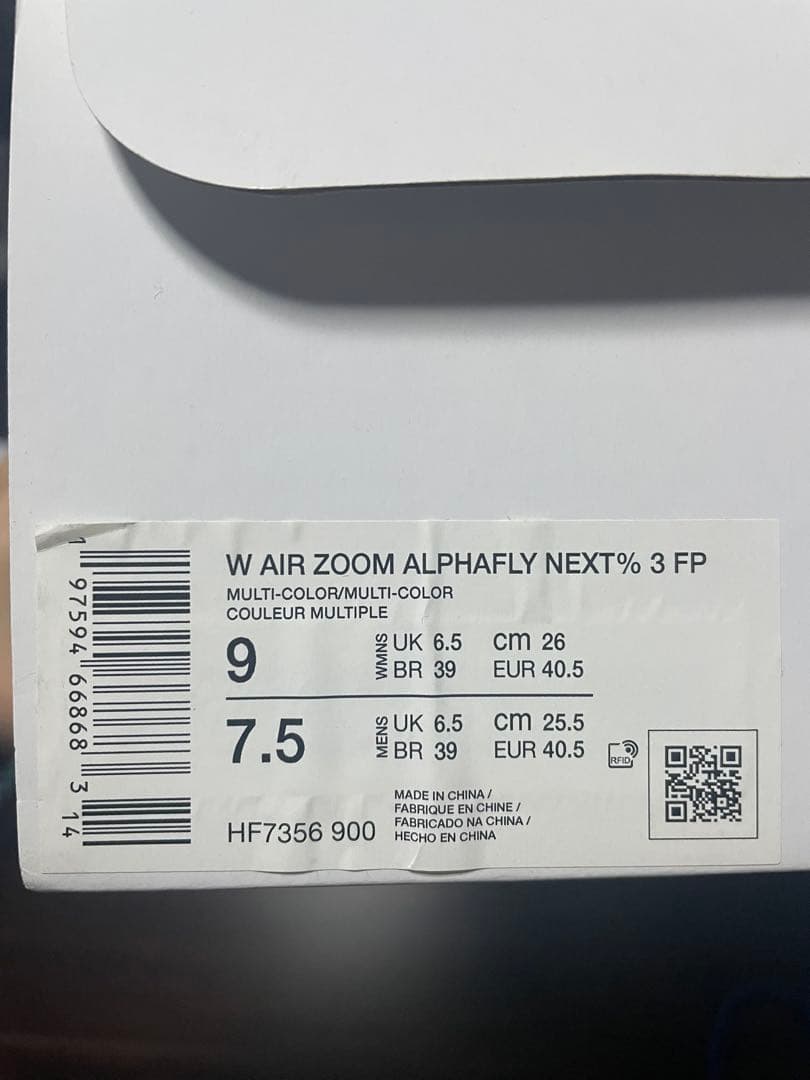 W AIR ZOOM ALPHAFLY NEXT% 3 FP
MULTI-COLOR/MULTI-COLOR
COULEUR MULTIPLE
9
WMNS
UK 6.5 cm 26
BR 39 EUR 40.5
7.5
MENS
UK 6.5 cm 25.5
BR 39 EUR 40.5
RFID
HF7356 900
MADE IN CHINA /
FABRIQUE EN CHINE /
FABRICADO NA CHINA /
HECHO EN CHINA
1 97594 66868 3 14